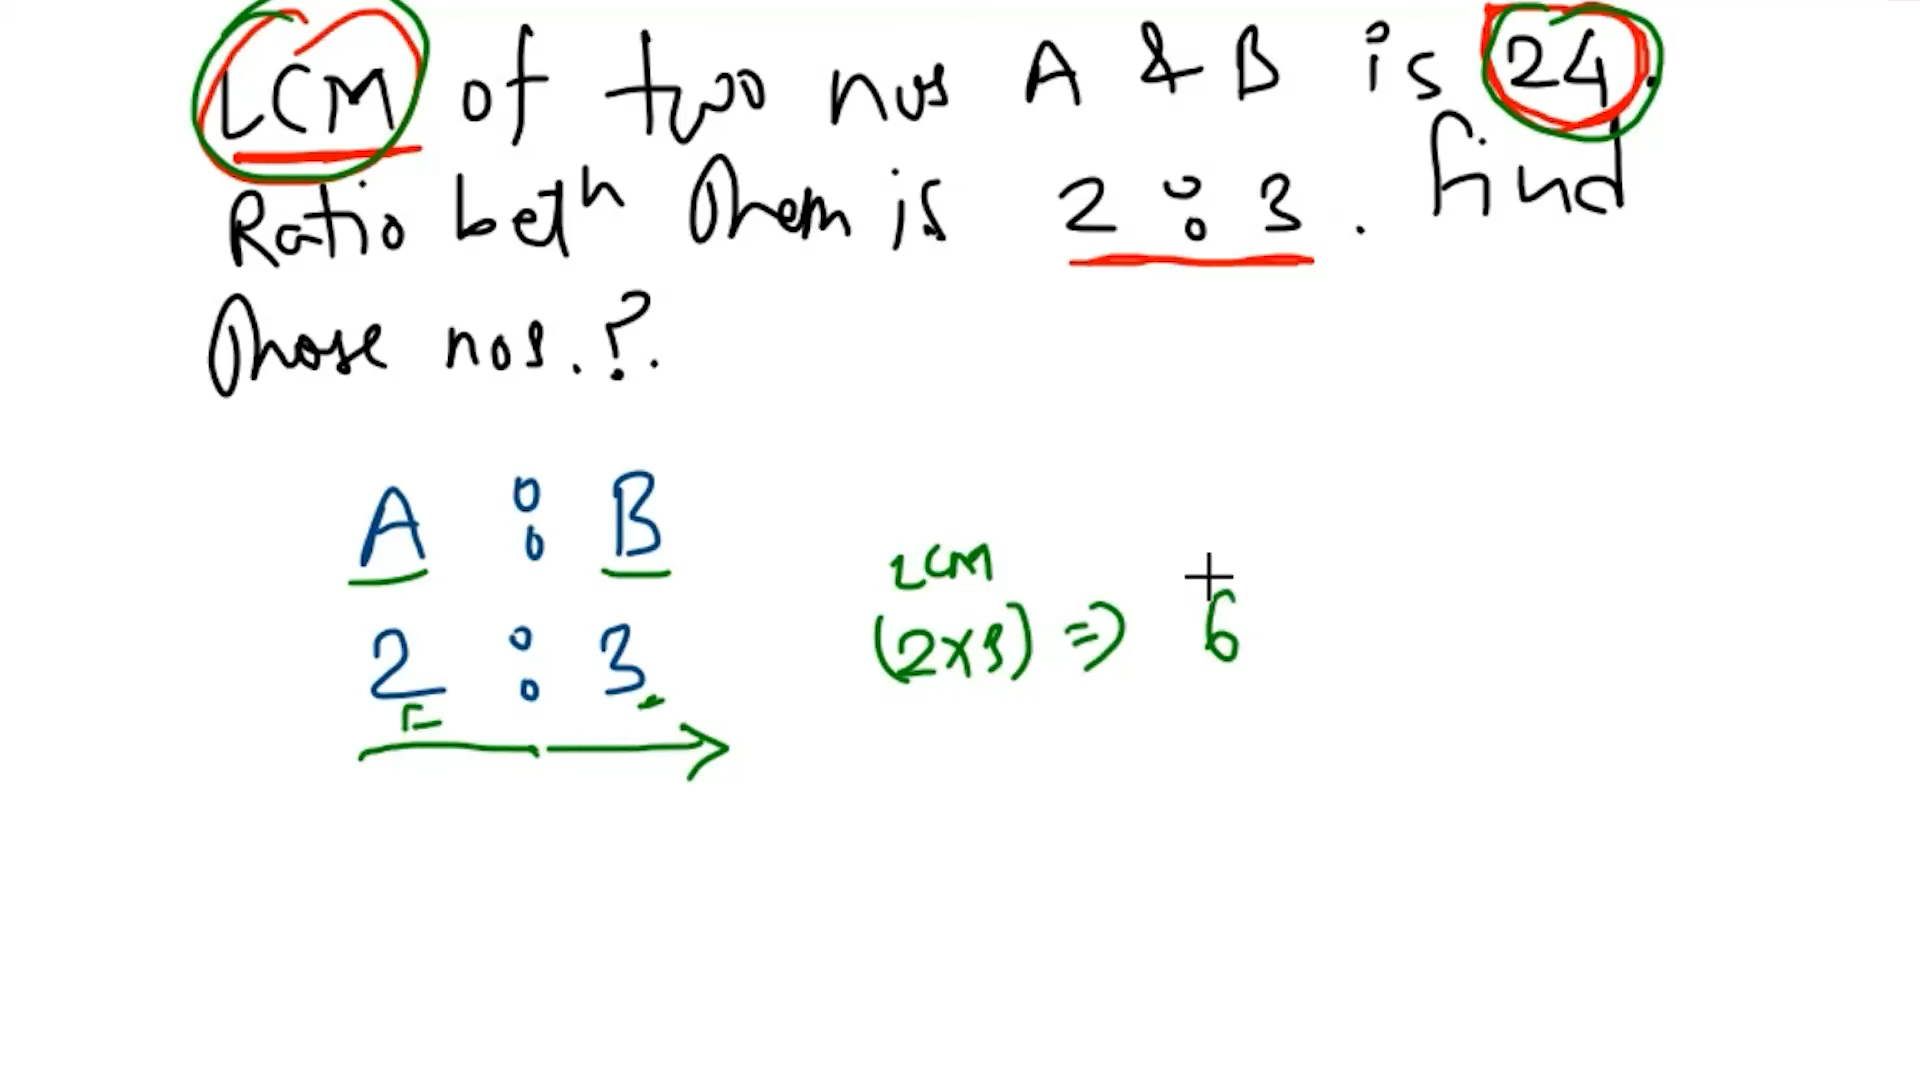 LCM of two nos A & B is 24.
Ratio betⁿ them is 2 : 3 . find
those nos. ?.
A : B
2 : 3
LCM
(2×3) ⇒ 6